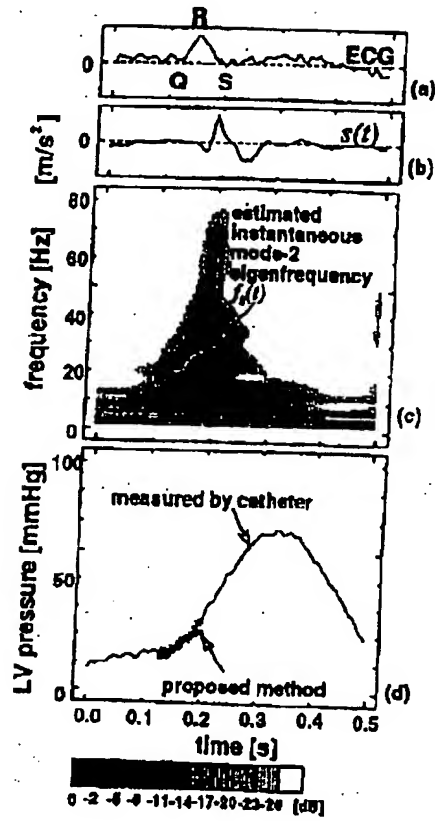 R
ECG
0
Q
S
(a)
[m/s²]
0
s(t)
(b)
80
60
40
20
0
frequency [Hz]
estimated
instantaneous
mode-2
eigenfrequency
(c)
100
50
0
LV pressure [mmHg]
measured by catheter
proposed method
(d)
0.0 0.1 0.2 0.3 0.4 0.5
time [s]
0 -2 -5 -8 -11 -14 -17 -20 -23 -26 [dB]